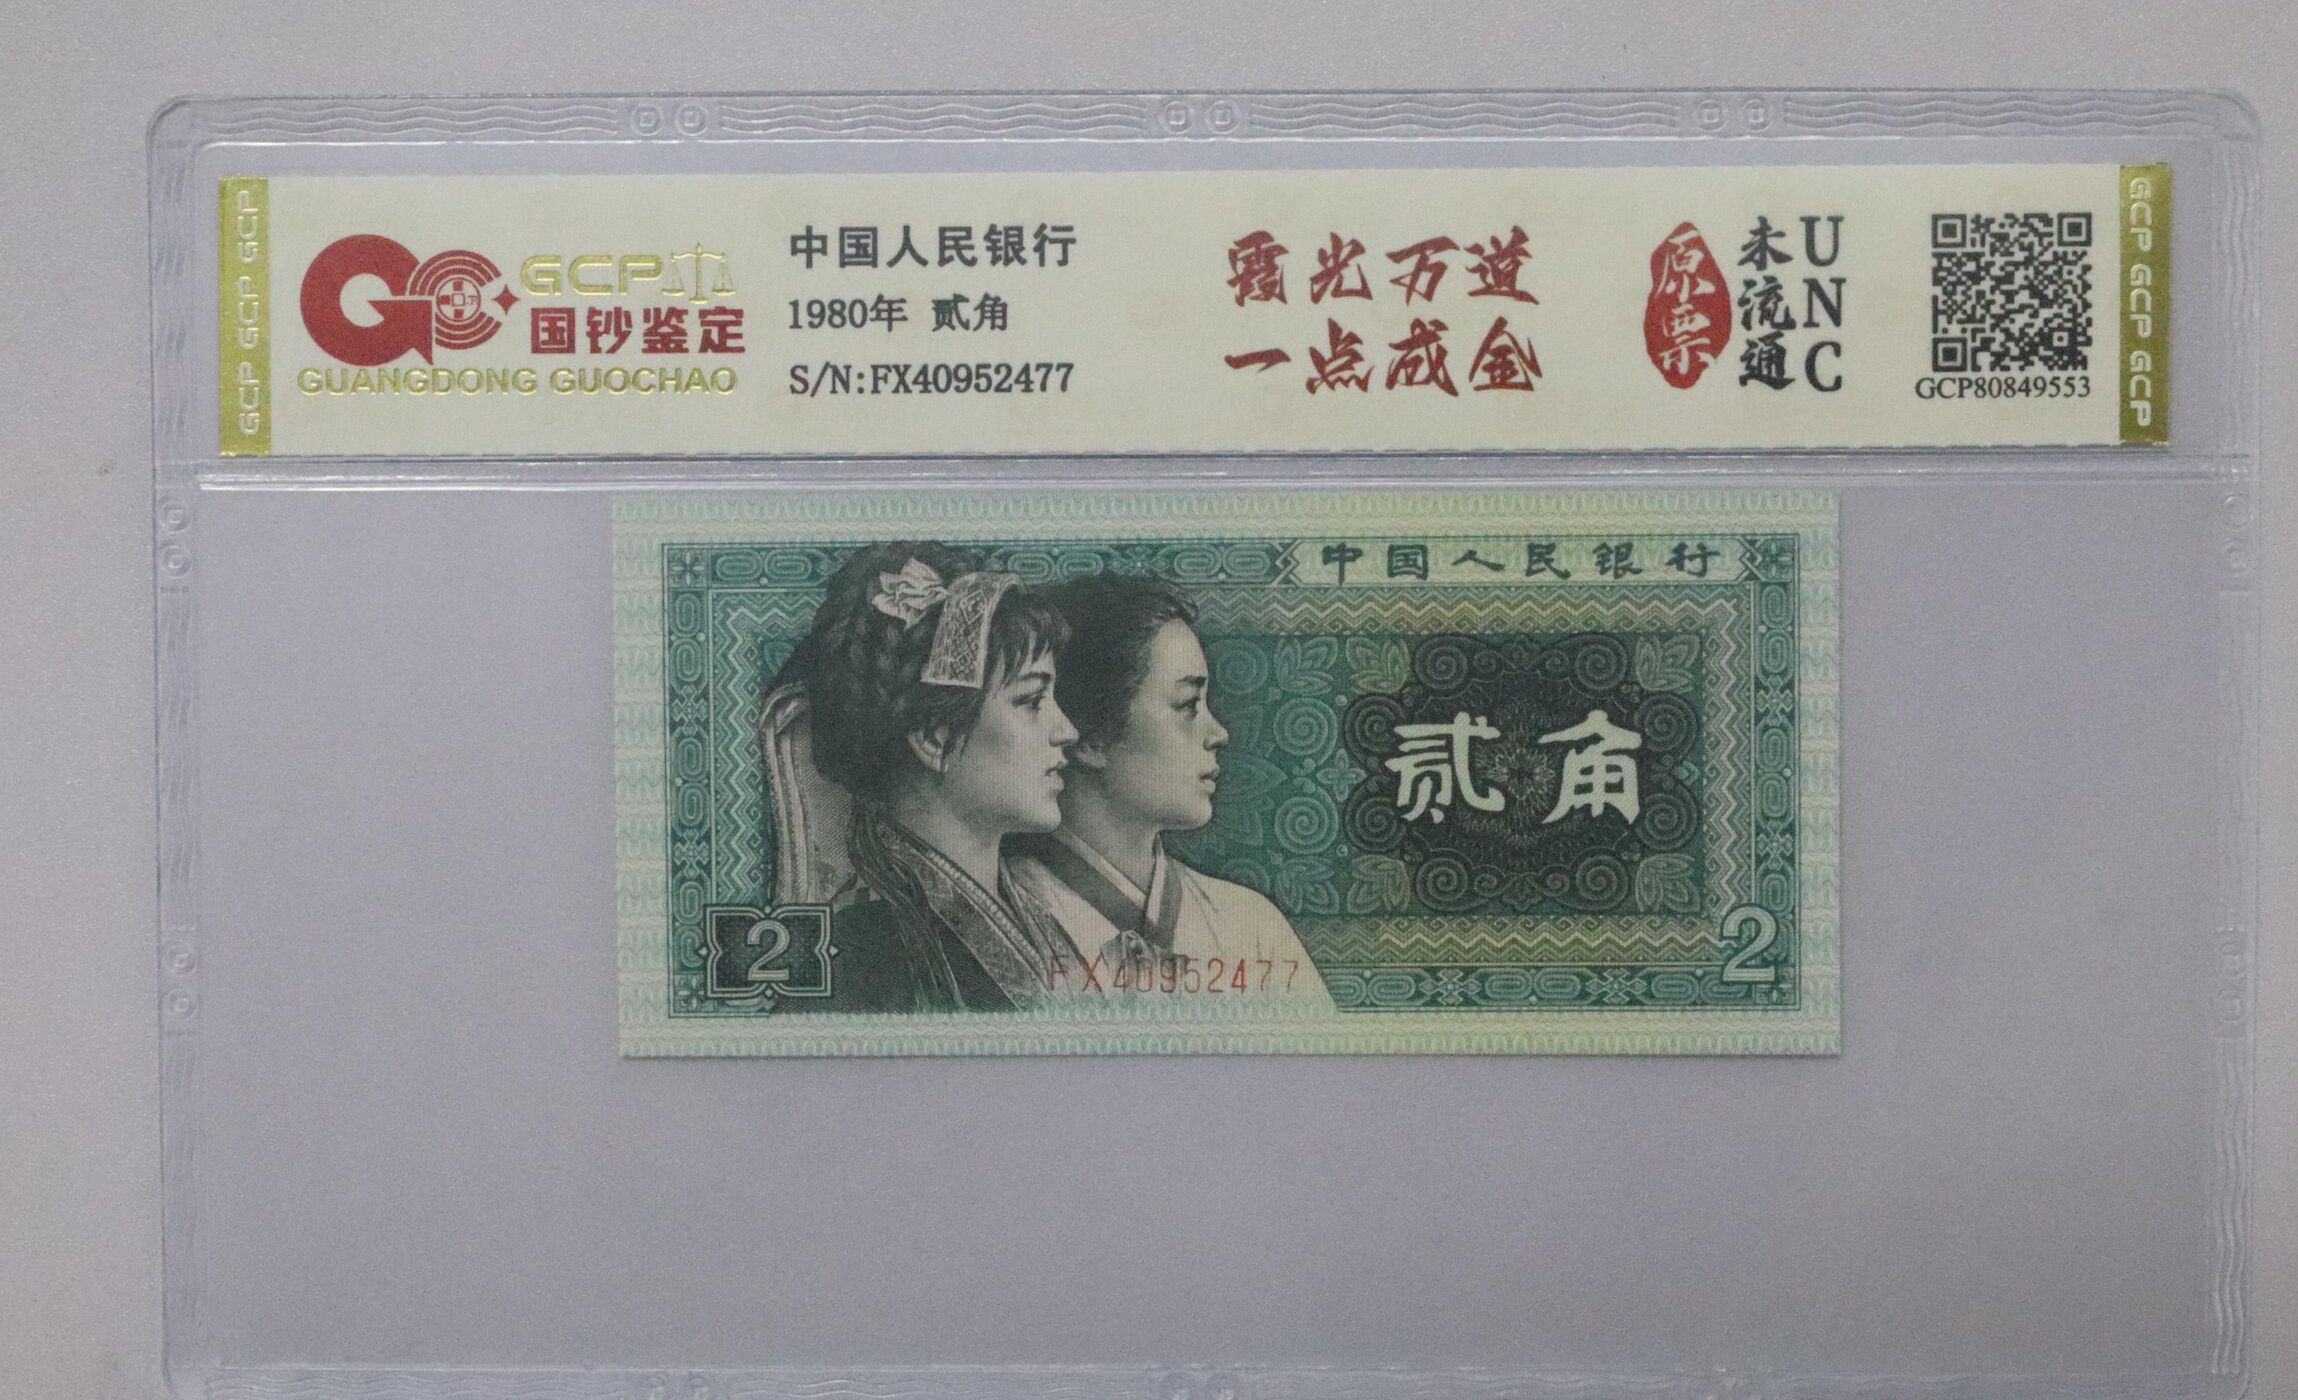 GCP
国钞鉴定
GUANGDONG GUOCHAO
中国人民银行
1980年 贰角
S/N:FX40952477
霞光万道
一点成金
原票
未流通
UNC
GCP80849553
GCP GCP GCP
GCP GCP GCP
中国人民银行
贰角
2
2
FX40952477